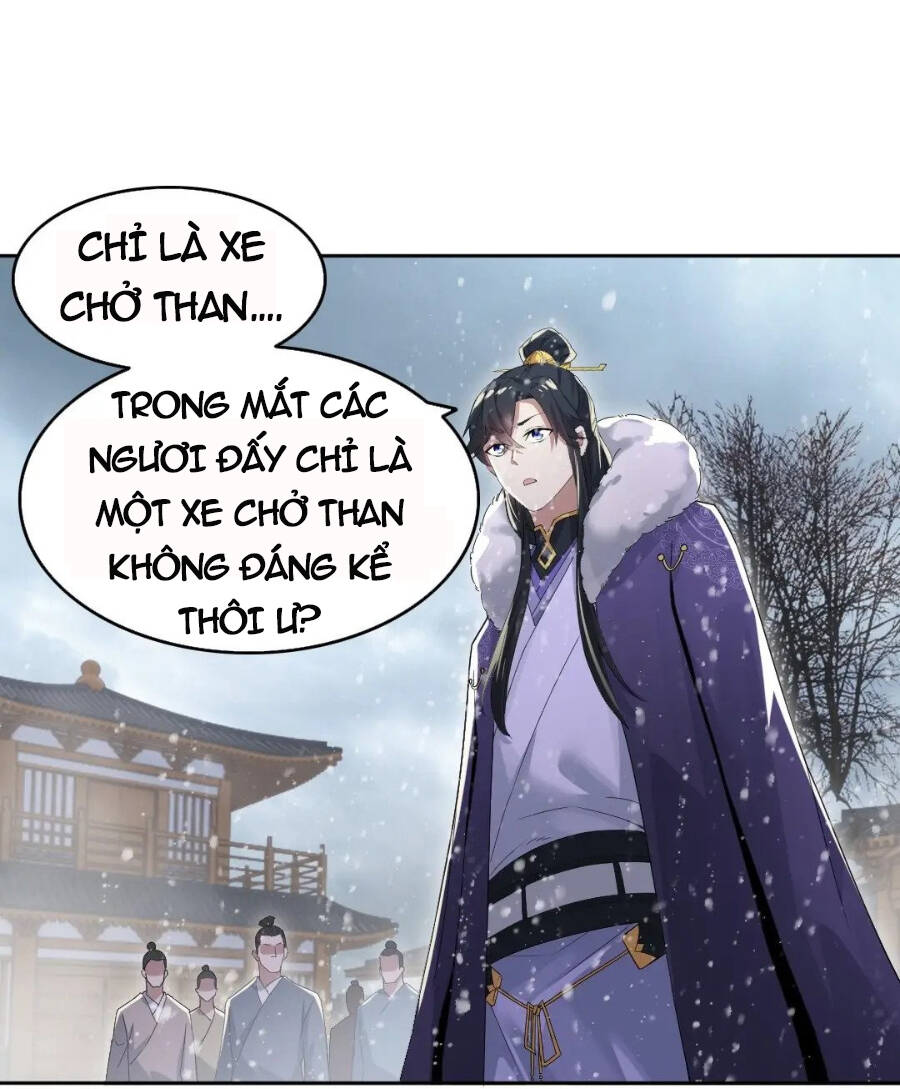 CHỈ LÀ XE
CHỞ THAN....
TRONG MẮT CÁC
NGƯƠI ĐẤY CHỈ LÀ
MỘT XE CHỞ THAN
KHÔNG ĐÁNG KỂ
THÔI Ư?